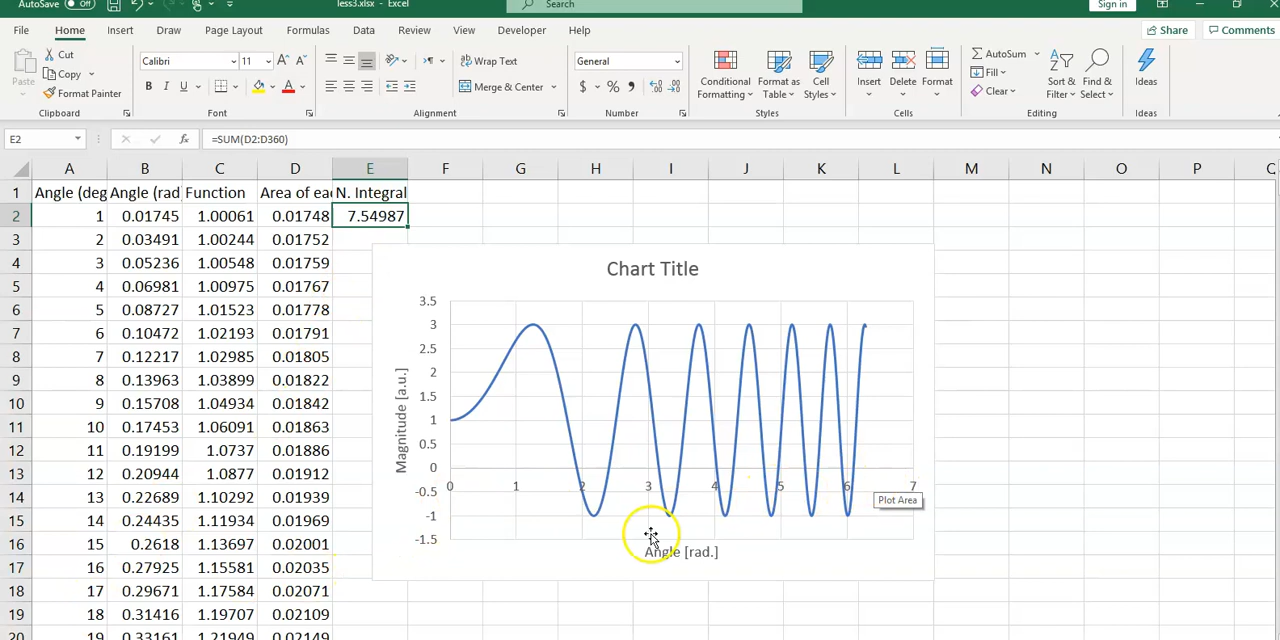 AutoSave Off less3.xlsx - Excel Search Sign in
File Home Insert Draw Page Layout Formulas Data Review View Developer Help Share Comments
Paste Cut Copy Format Painter
Calibri 11 Wrap Text General AutoSum
Merge & Center Fill Clear
Conditional Formatting Format as Table Cell Styles Insert Delete Format Sort & Filter Find & Select Ideas
Clipboard Font Alignment Number Styles Cells Editing Ideas
E2 fx =SUM(D2:D360)
A B C D E F G H I J K L M N O P Q
1 Angle (deg Angle (rad Function Area of ea N. Integral
2 1 0.01745 1.00061 0.01748 7.54987
3 2 0.03491 1.00244 0.01752
4 3 0.05236 1.00548 0.01759
5 4 0.06981 1.00975 0.01767
6 5 0.08727 1.01523 0.01778
7 6 0.10472 1.02193 0.01791
8 7 0.12217 1.02985 0.01805
9 8 0.13963 1.03899 0.01822
10 9 0.15708 1.04934 0.01842
11 10 0.17453 1.06091 0.01863
12 11 0.19199 1.0737 0.01886
13 12 0.20944 1.0877 0.01912
14 13 0.22689 1.10292 0.01939
15 14 0.24435 1.11934 0.01969
16 15 0.2618 1.13697 0.02001
17 16 0.27925 1.15581 0.02035
18 17 0.29671 1.17584 0.02071
19 18 0.31416 1.19707 0.02109
20 19 0.33161 1.21949 0.02149
Chart Title
3.5
3
2.5
2
1.5
1
0.5
0
-0.5
-1
-1.5
0 1 2 3 4 5 6 7
Magnitude [a.u.]
Plot Area
Angle [rad.]